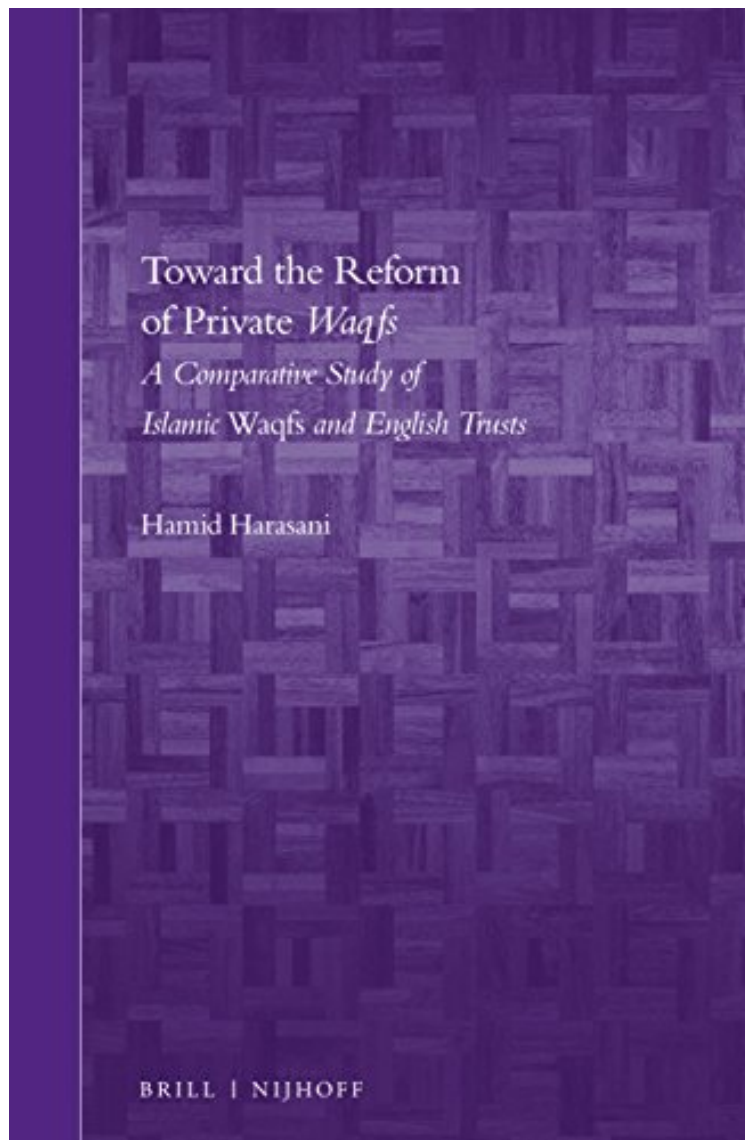 Toward the Reform
of Private Waqfs
A Comparative Study of
Islamic Waqfs and English Trusts
Hamid Harasani
BRILL | NIJHOFF